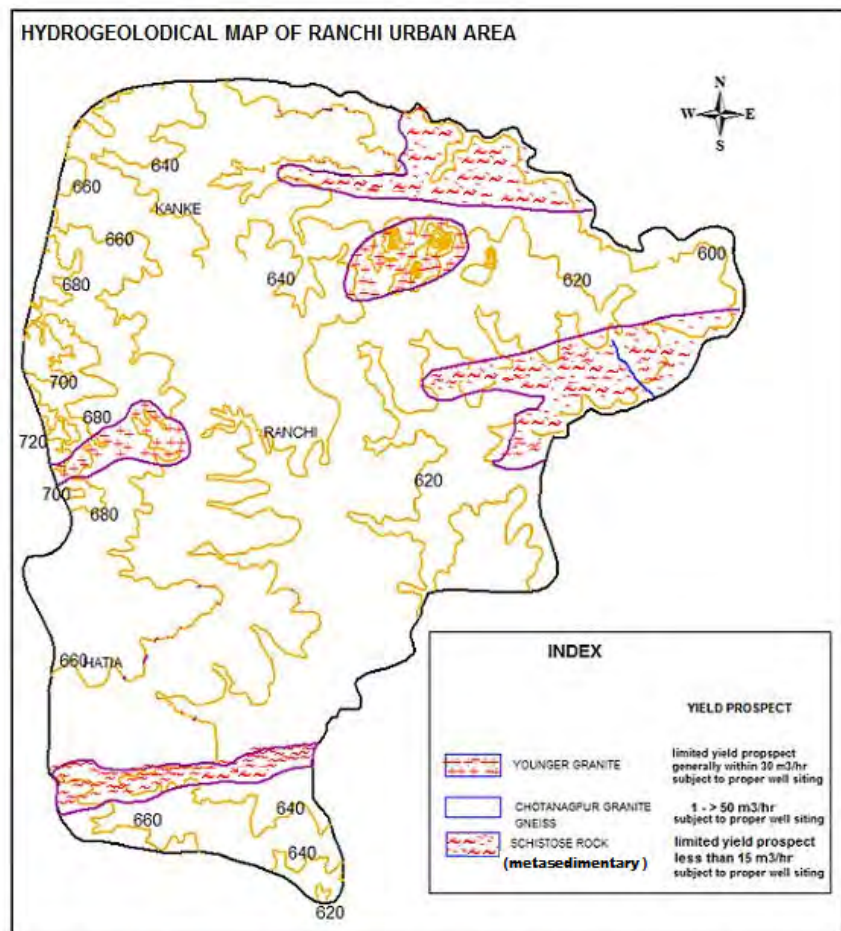 HYDROGEOLODICAL MAP OF RANCHI URBAN AREA
N
W E
S
640
660
KANKE
660
680
640
620
600
700
680
720
RANCHI
700
680
620
660
HATIA
660
640
640
620
INDEX
YIELD PROSPECT
YOUNGER GRANITE
limited yield propspect
generally within 30 m3/hr
subject to proper well siting
CHOTANAGPUR GRANITE
GNEISS
1 - > 50 m3/hr
subject to proper well siting
SCHISTOSE ROCK
(metasedimentary)
limited yield prospect
less than 15 m3/hr
subject to proper well siting